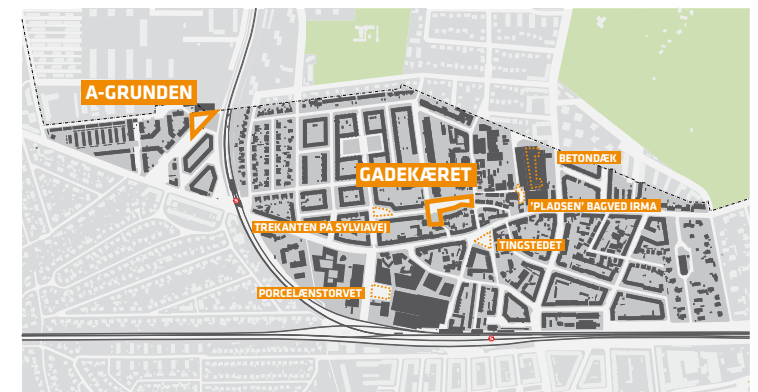 A-GRUNDEN
BETONDÆK
GADEKÆRET
'PLADSEN' BAGVED IRMA
TREKANTEN PÅ SYLVIAVEJ
TINGSTEDET
PORCELÆNSTORVET